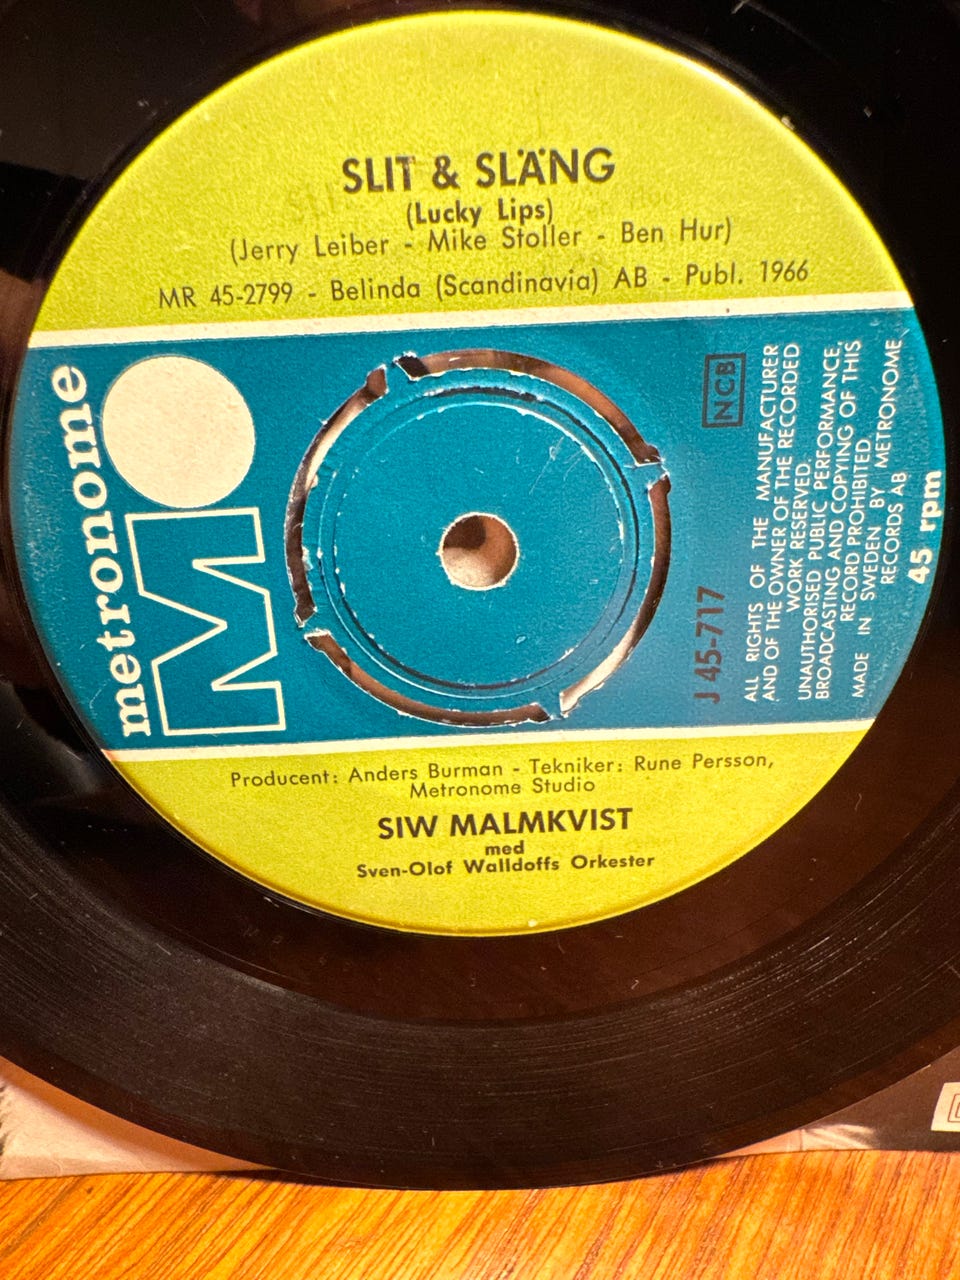 SLIT & SLÄNG
(Lucky Lips)
(Jerry Leiber - Mike Stoller - Ben Hur)
MR 45-2799 - Belinda (Scandinavia) AB - Publ. 1966
metronome
M
NCB
J 45-717
ALL RIGHTS OF THE MANUFACTURER
AND OF THE OWNER OF THE RECORDED
WORK RESERVED.
UNAUTHORISED PUBLIC PERFORMANCE,
BROADCASTING AND COPYING OF THIS
RECORD PROHIBITED.
MADE IN SWEDEN BY METRONOME
RECORDS AB
45 rpm
Producent: Anders Burman - Tekniker: Rune Persson,
Metronome Studio
SIW MALMKVIST
med
Sven-Olof Walldoffs Orkester